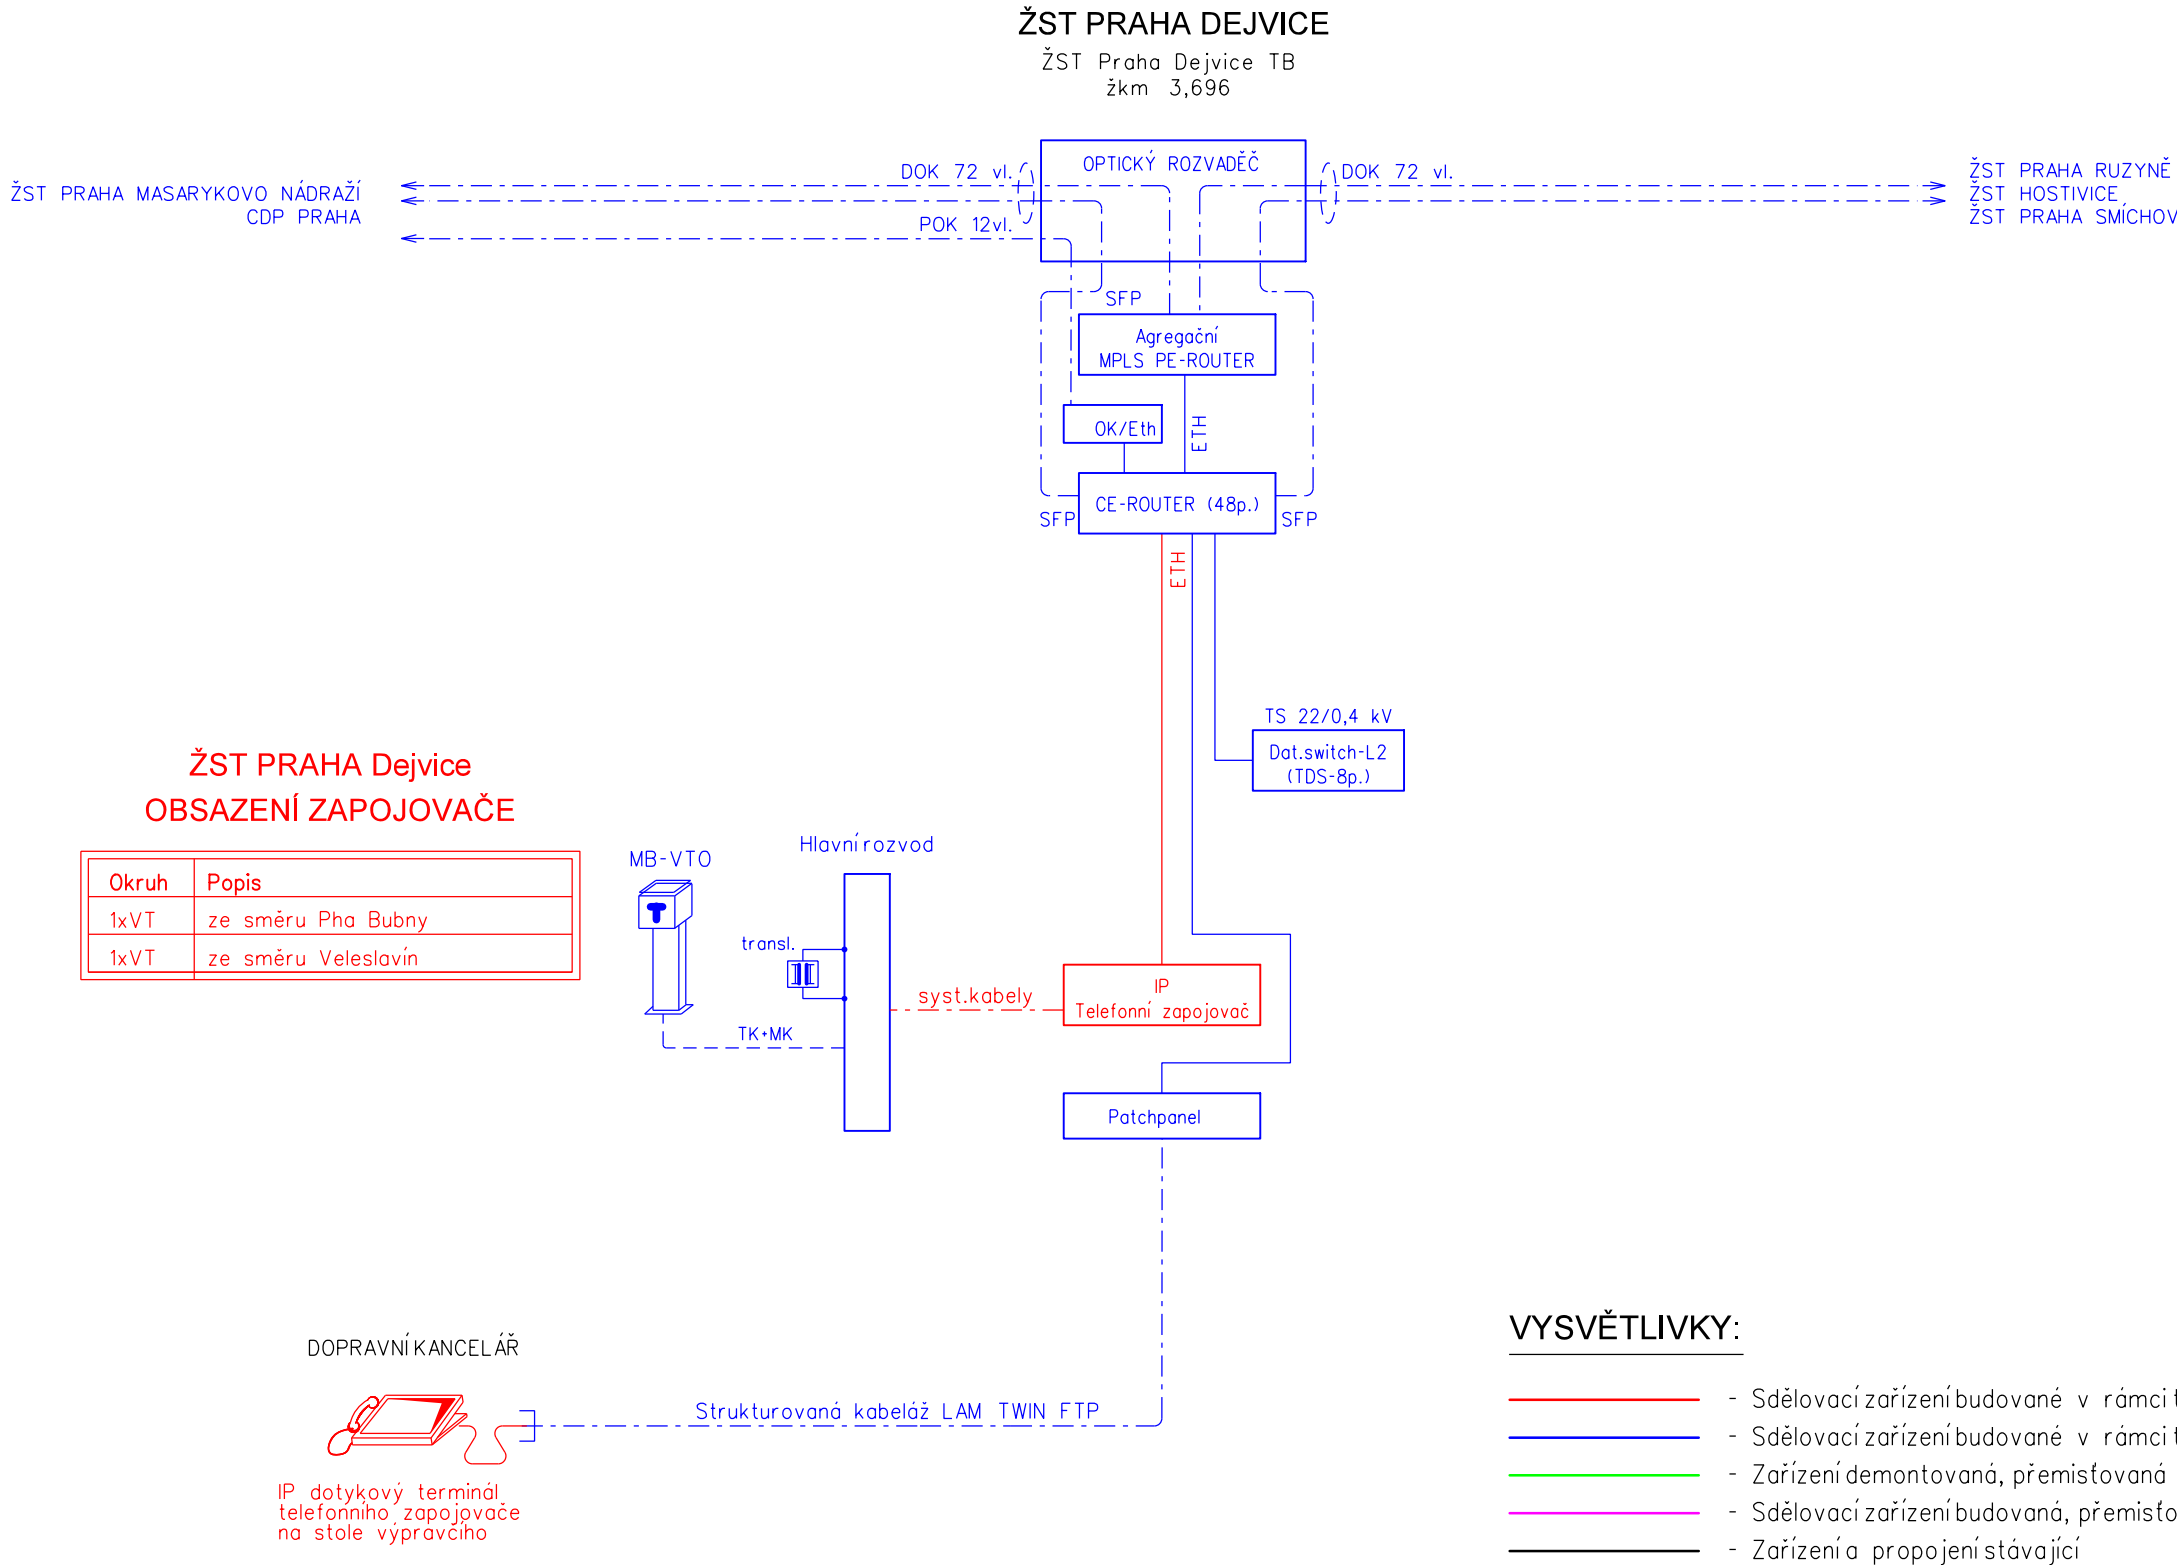 ŽST PRAHA DEJVICE
ŽST Praha Dejvice TB
žkm 3,696
OPTICKÝ ROZVADĚČ
DOK 72 vl.
DOK 72 vl.
ŽST PRAHA MASARYKOVO NÁDRAŽÍ
CDP PRAHA
POK 12vl.
ŽST PRAHA RUZYNĚ
ŽST HOSTIVICE
ŽST PRAHA SMÍCHOV
SFP
Agregační
MPLS PE-ROUTER
OK/Eth
ETH
CE-ROUTER (48p.)
SFP
SFP
ETH
TS 22/0,4 kV
Dat.switch-L2
(TDS-8p.)
ŽST PRAHA Dejvice
OBSAZENÍ ZAPOJOVAČE
Okruh Popis
1xVT ze směru Pha Bubny
1xVT ze směru Veleslavín
MB-VTO
Hlavní rozvod
transl.
TK+MK
syst.kabely
IP
Telefonní zapojovač
Patchpanel
DOPRAVNÍ KANCELÁŘ
Strukturovaná kabeláž LAM TWIN FTP
IP dotykový terminál
telefonního zapojovače
na stole výpravčího
VYSVĚTLIVKY:
- Sdělovací zařízení budované v rámci
- Sdělovací zařízení budované v rámci
- Zařízení demontovaná, přemisťovaná
- Sdělovací zařízení budovaná,
- Zařízení a propojení stávající